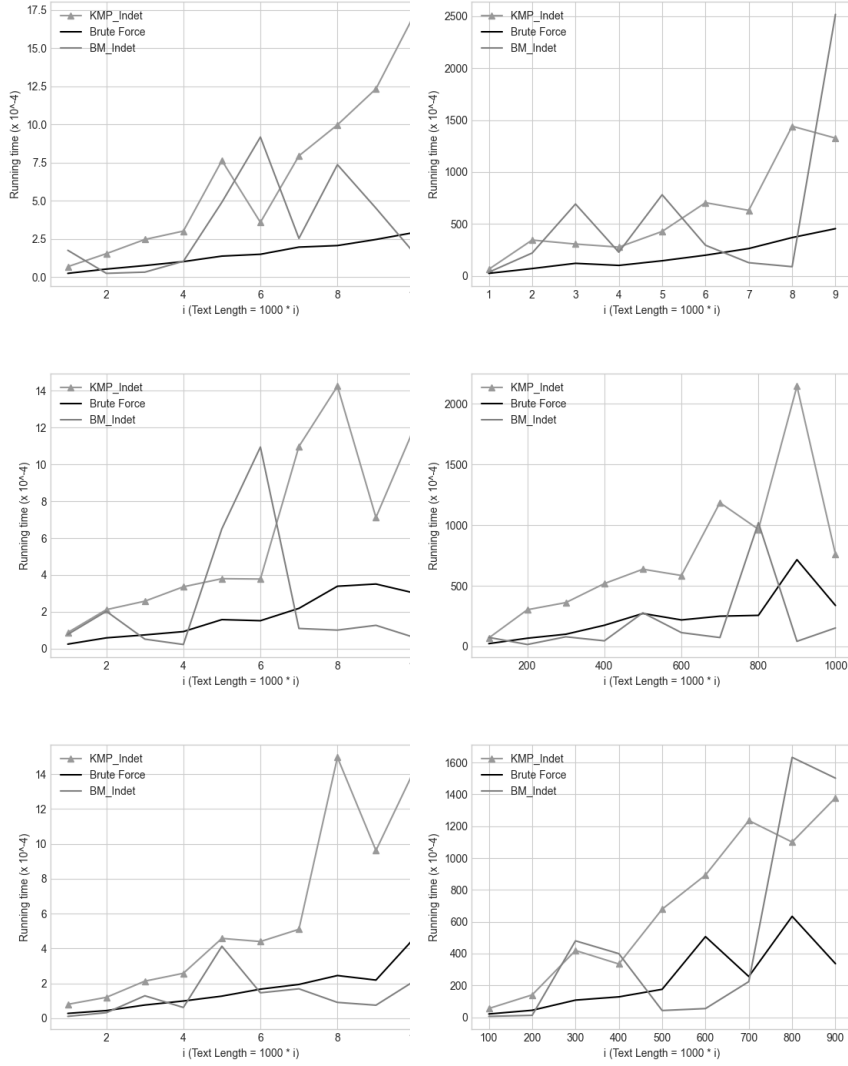 17.5
15.0
12.5
10.0
7.5
5.0
2.5
0.0
Running time (x 10^-4)
KMP_Indet
Brute Force
BM_Indet
2
4
6
8
i (Text Length = 1000 * i)
2500
2000
1500
1000
500
0
Running time (x 10^-4)
KMP_Indet
Brute Force
BM_Indet
1
2
3
4
5
6
7
8
9
i (Text Length = 1000 * i)
14
12
10
8
6
4
2
0
Running time (x 10^-4)
KMP_Indet
Brute Force
BM_Indet
2
4
6
8
i (Text Length = 1000 * i)
2000
1500
1000
500
0
Running time (x 10^-4)
KMP_Indet
Brute Force
BM_Indet
200
400
600
800
1000
i (Text Length = 1000 * i)
14
12
10
8
6
4
2
0
Running time (x 10^-4)
KMP_Indet
Brute Force
BM_Indet
2
4
6
8
i (Text Length = 1000 * i)
1600
1400
1200
1000
800
600
400
200
0
Running time (x 10^-4)
KMP_Indet
Brute Force
BM_Indet
100
200
300
400
500
600
700
800
900
i (Text Length = 1000 * i)